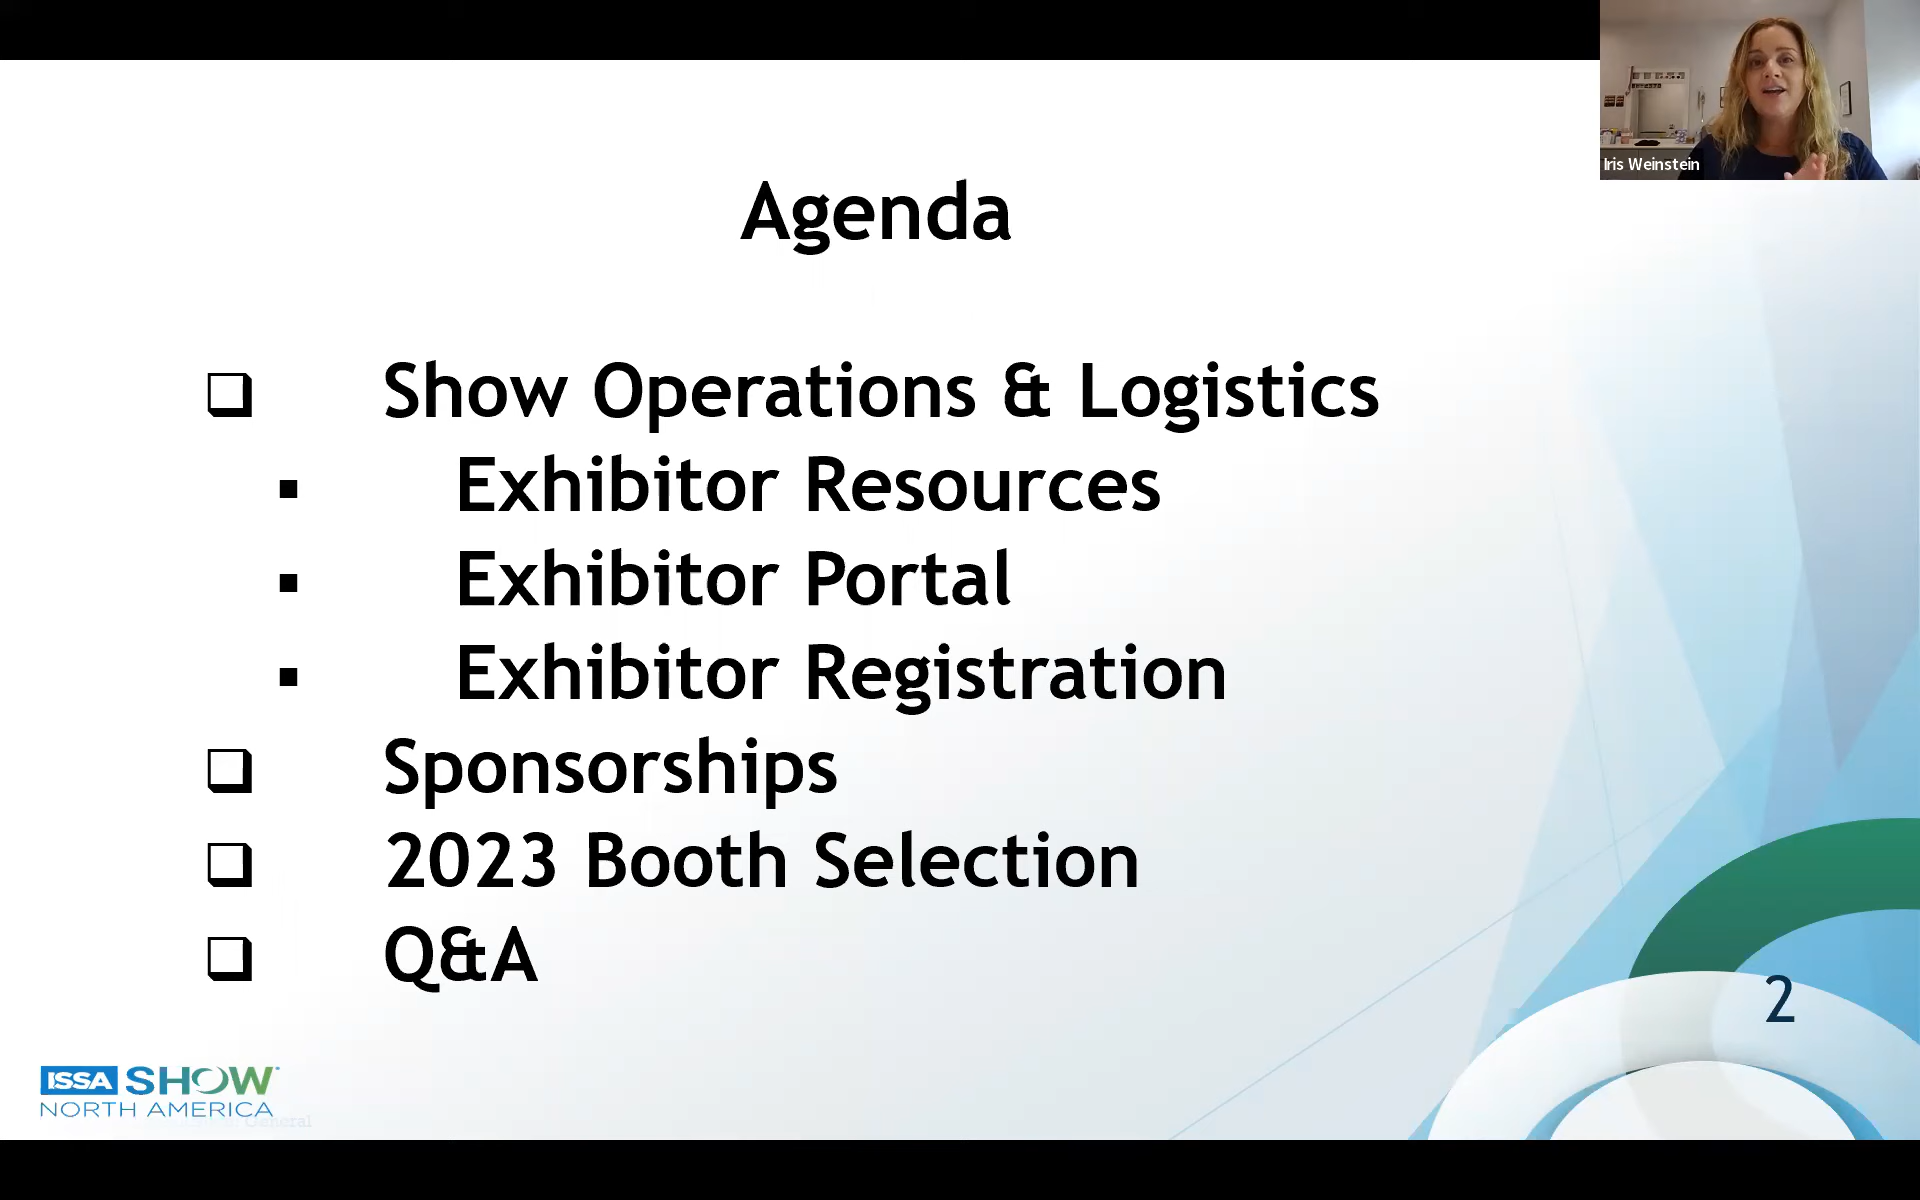 Iris Weinstein
Agenda
Show Operations & Logistics
Exhibitor Resources
Exhibitor Portal
Exhibitor Registration
Sponsorships
2023 Booth Selection
Q&A
2
ISSA SHOW
NORTH AMERICA
General